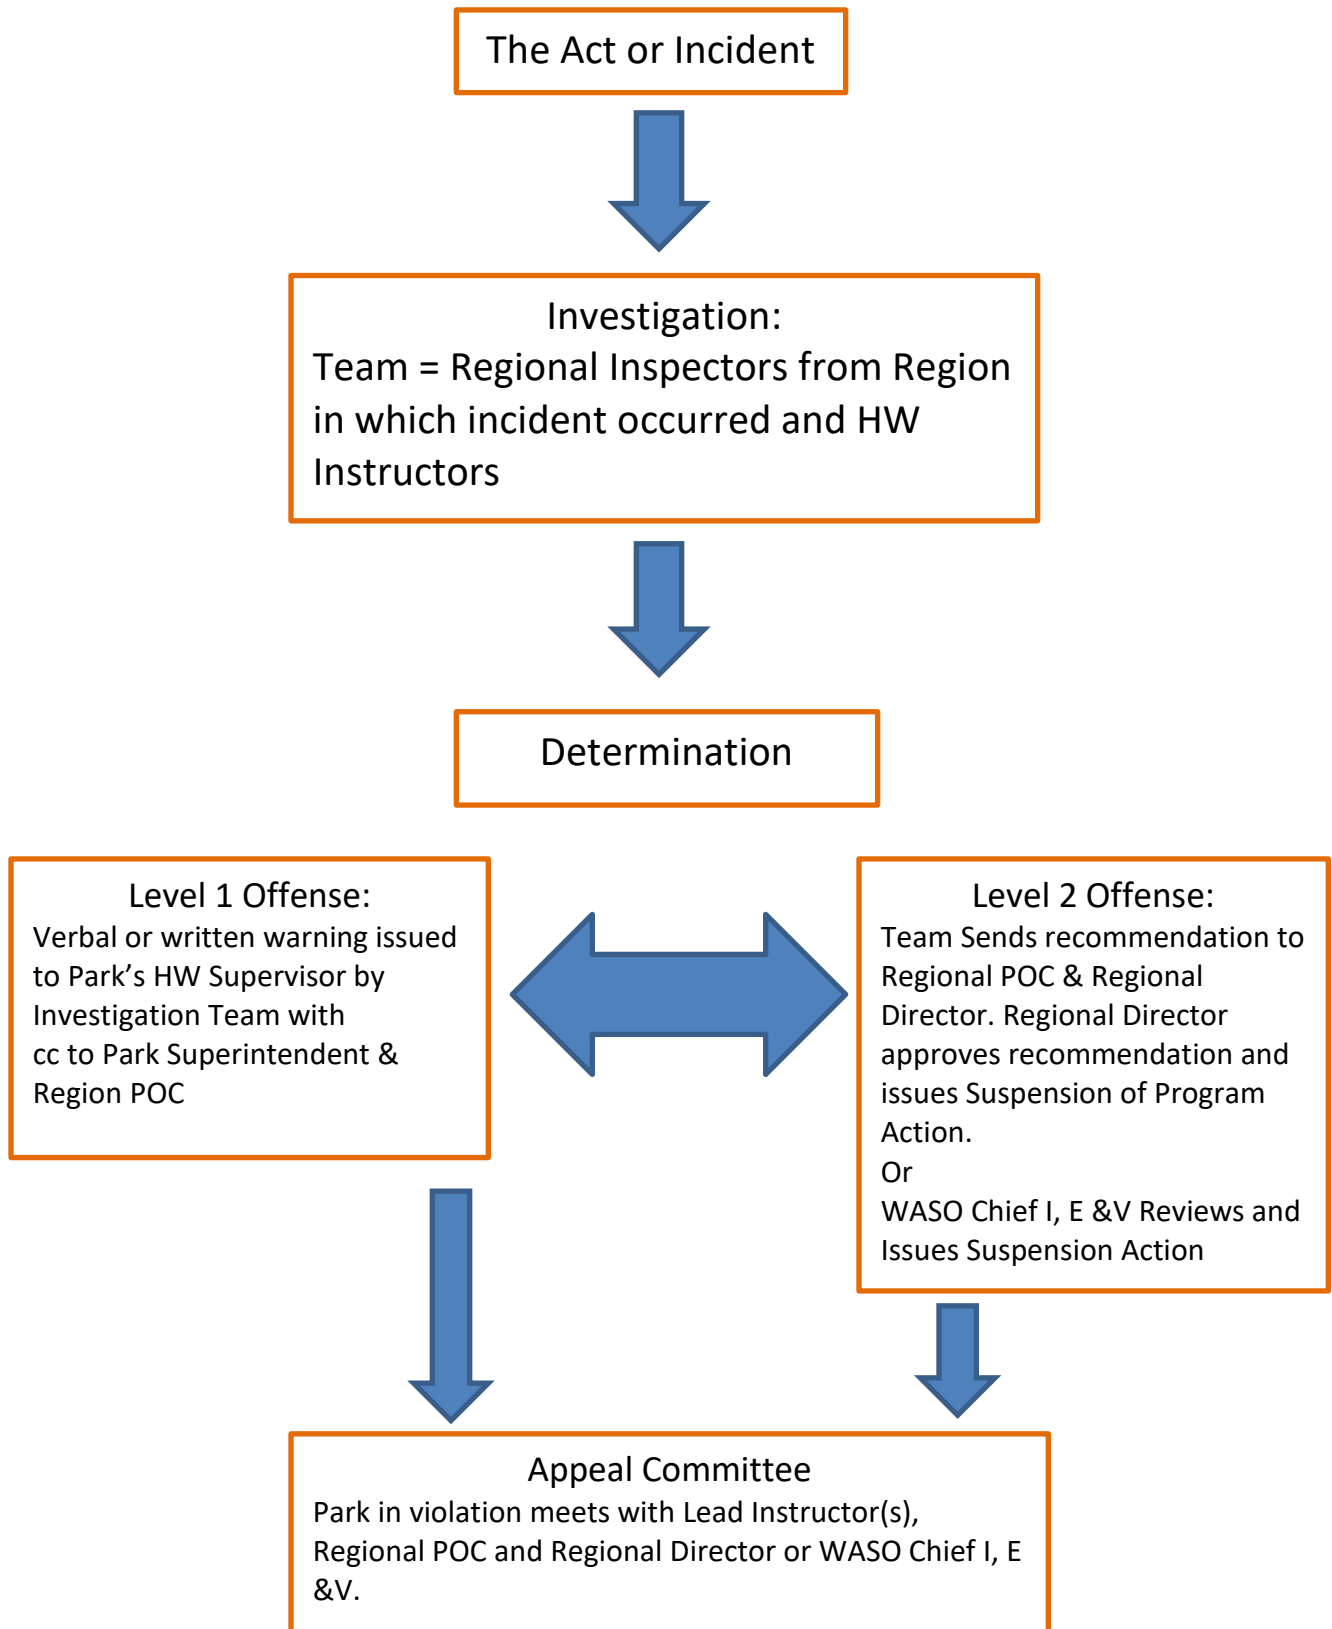 The Act or Incident
Investigation:
Team = Regional Inspectors from Region
in which incident occurred and HW
Instructors
Determination
Level 1 Offense:
Verbal or written warning issued
to Park’s HW Supervisor by
Investigation Team with
cc to Park Superintendent &
Region POC
Level 2 Offense:
Team Sends recommendation to
Regional POC & Regional
Director. Regional Director
approves recommendation and
issues Suspension of Program
Action.
Or
WASO Chief I, E &V Reviews and
Issues Suspension Action
Appeal Committee
Park in violation meets with Lead Instructor(s),
Regional POC and Regional Director or WASO Chief I, E
&V.